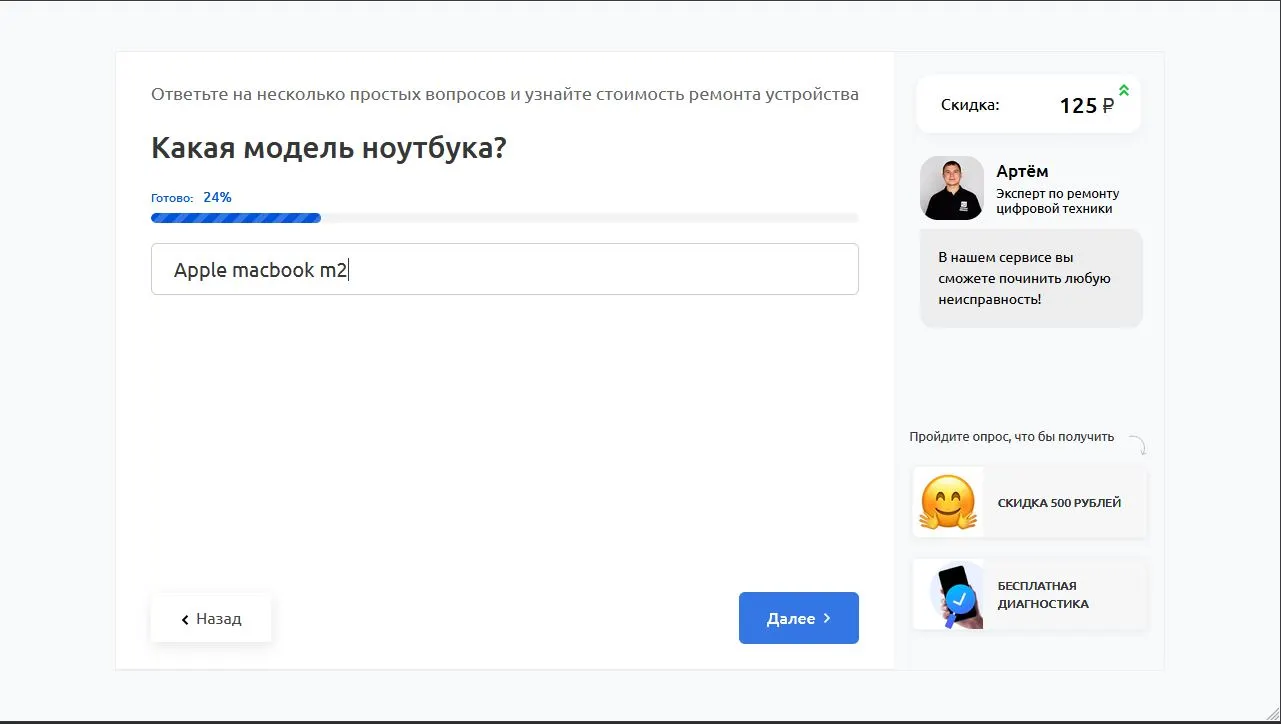 Ответьте на несколько простых вопросов и узнайте стоимость ремонта устройства
Какая модель ноутбука?
Готово: 24%
Apple macbook m2
Назад
Далее
Скидка: 125 ₽
Артём
Эксперт по ремонту
цифровой техники
В нашем сервисе вы
сможете починить любую
неисправность!
Пройдите опрос, что бы получить
СКИДКА 500 РУБЛЕЙ
БЕСПЛАТНАЯ
ДИАГНОСТИКА